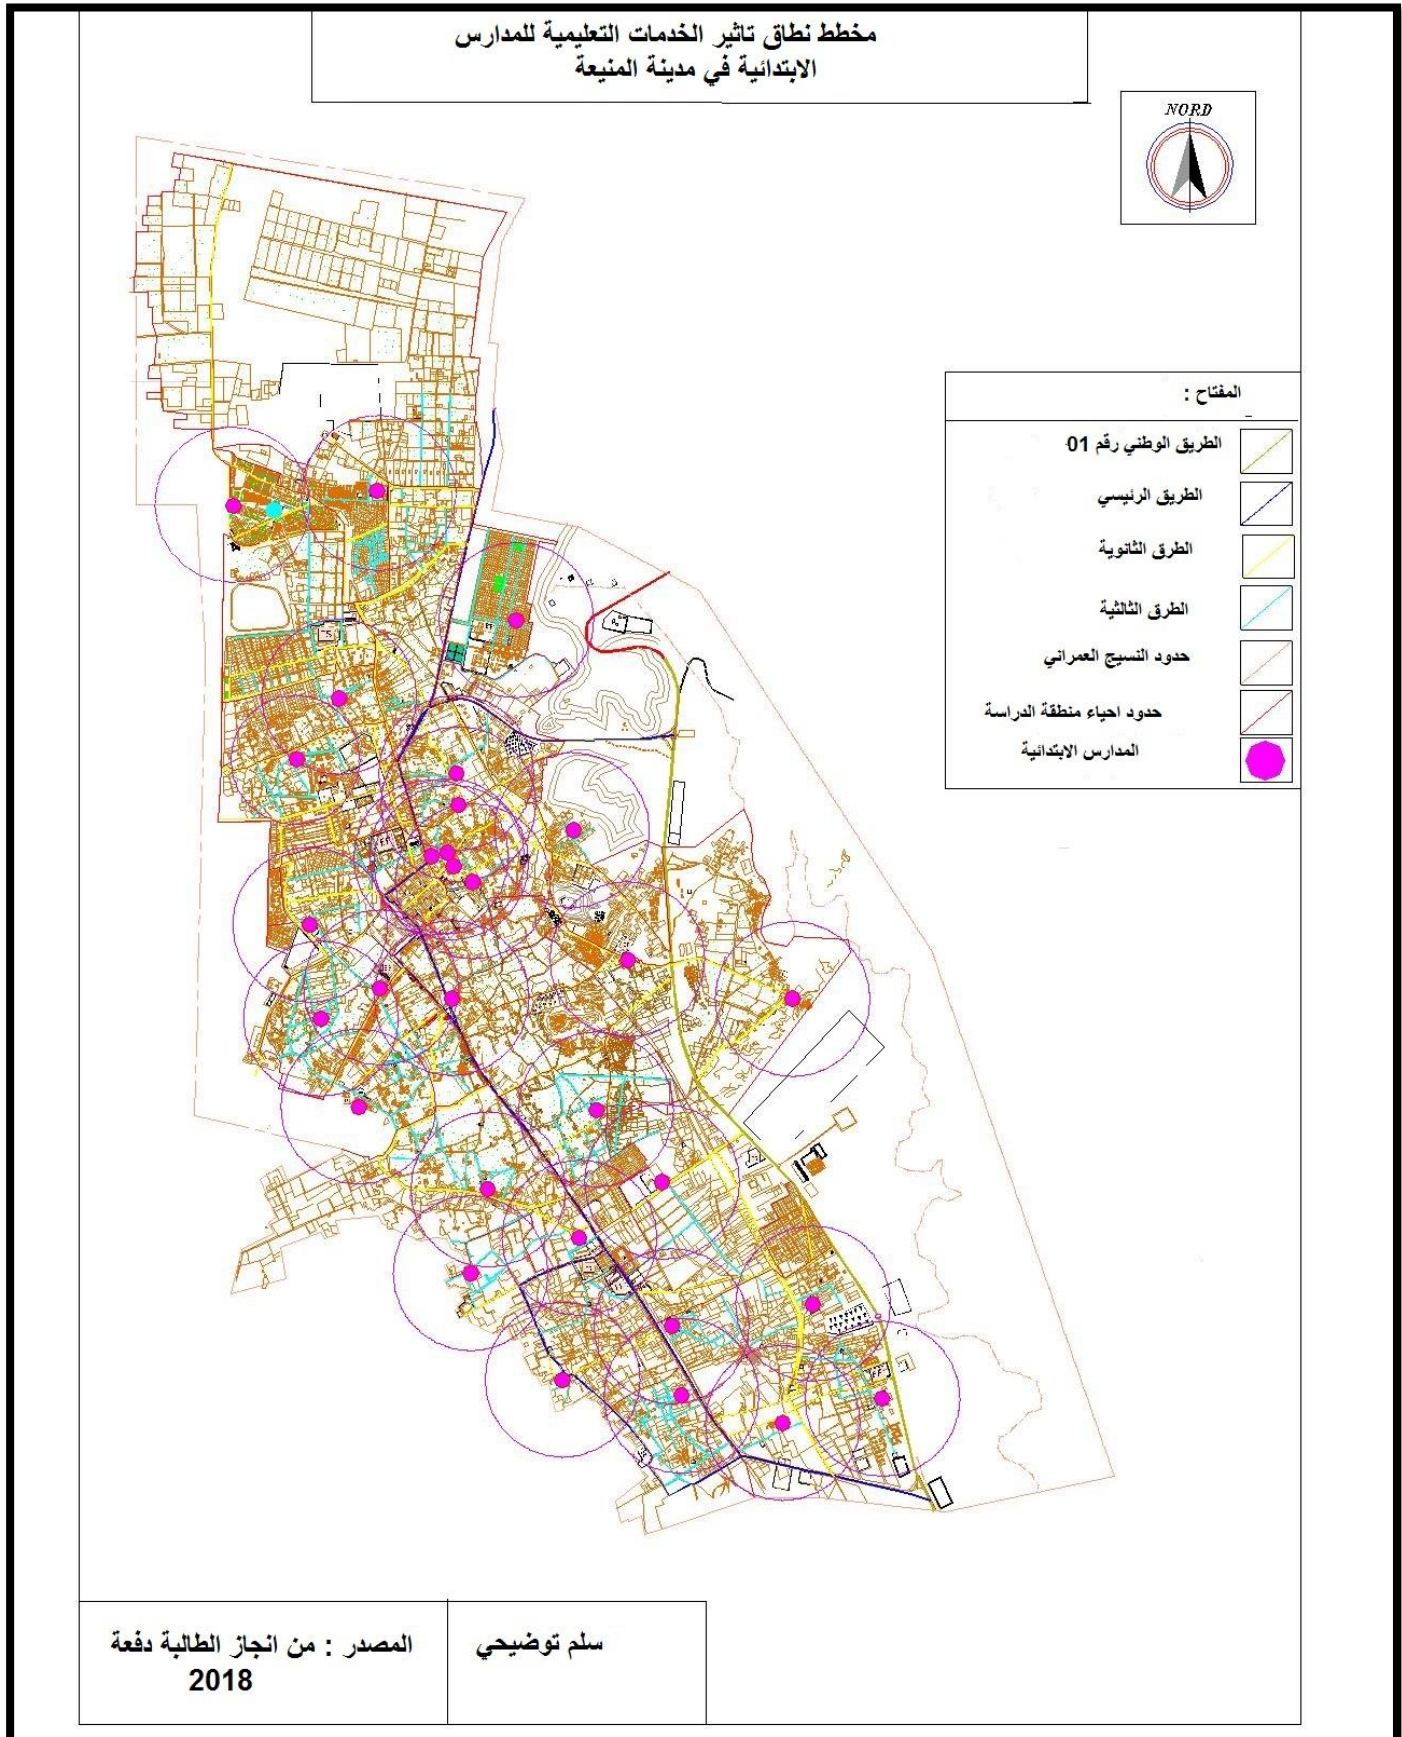 مخطط نطاق تاثير الخدمات التعليمية للمدارس
الابتدائية في مدينة المنيعة
NORD
المفتاح :
الطريق الوطني رقم 01
الطريق الرئيسي
الطرق الثانوية
الطرق الثالثية
حدود النسيج العمراني
حدود احياء منطقة الدراسة
المدارس الابتدائية
سلم توضيحي
المصدر : من انجاز الطالبة دفعة
2018